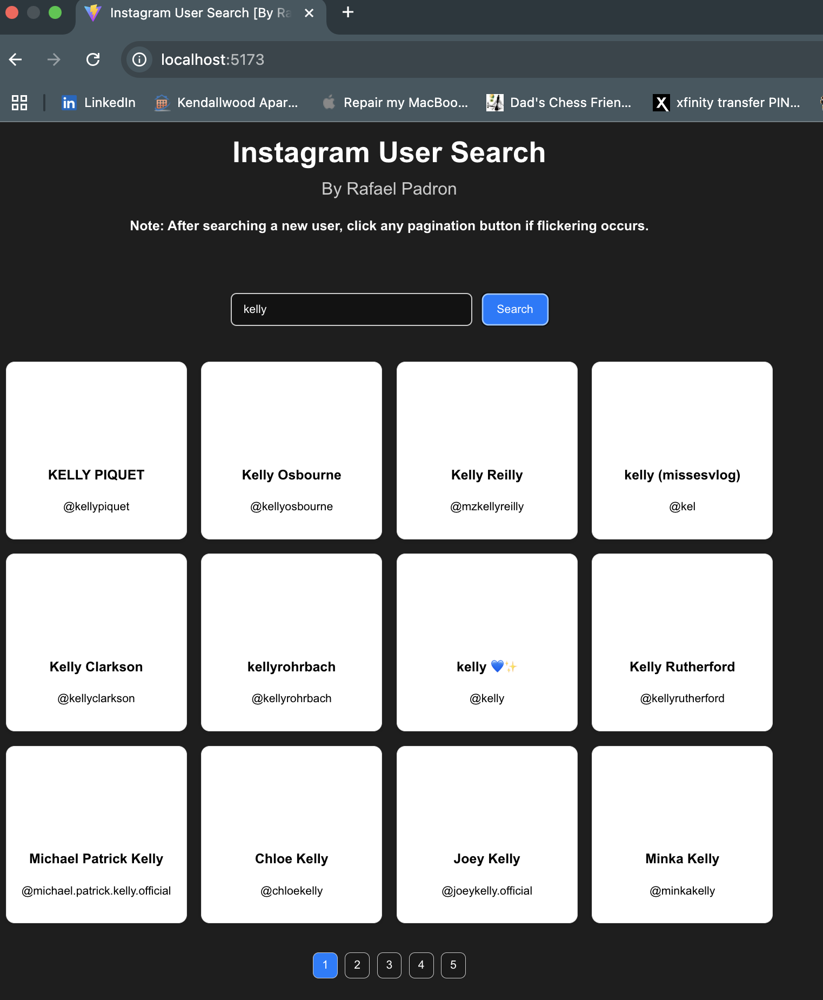 Instagram User Search [By Ra
localhost:5173
LinkedIn Kendallwood Apar... Repair my MacBoo... Dad's Chess Frien... xfinity transfer PIN...
Instagram User Search
By Rafael Padron
Note: After searching a new user, click any pagination button if flickering occurs.
kelly Search
KELLY PIQUET Kelly Osbourne Kelly Reilly kelly (missesvlog)
@kellypiquet @kellyosbourne @mzkellyreilly @kel
Kelly Clarkson kellyrohrbach kelly 💙✨ Kelly Rutherford
@kellyclarkson @kellyrohrbach @kelly @kellyrutherford
Michael Patrick Kelly Chloe Kelly Joey Kelly Minka Kelly
@michael.patrick.kelly.official @chloekelly @joeykelly.official @minkakelly
1 2 3 4 5